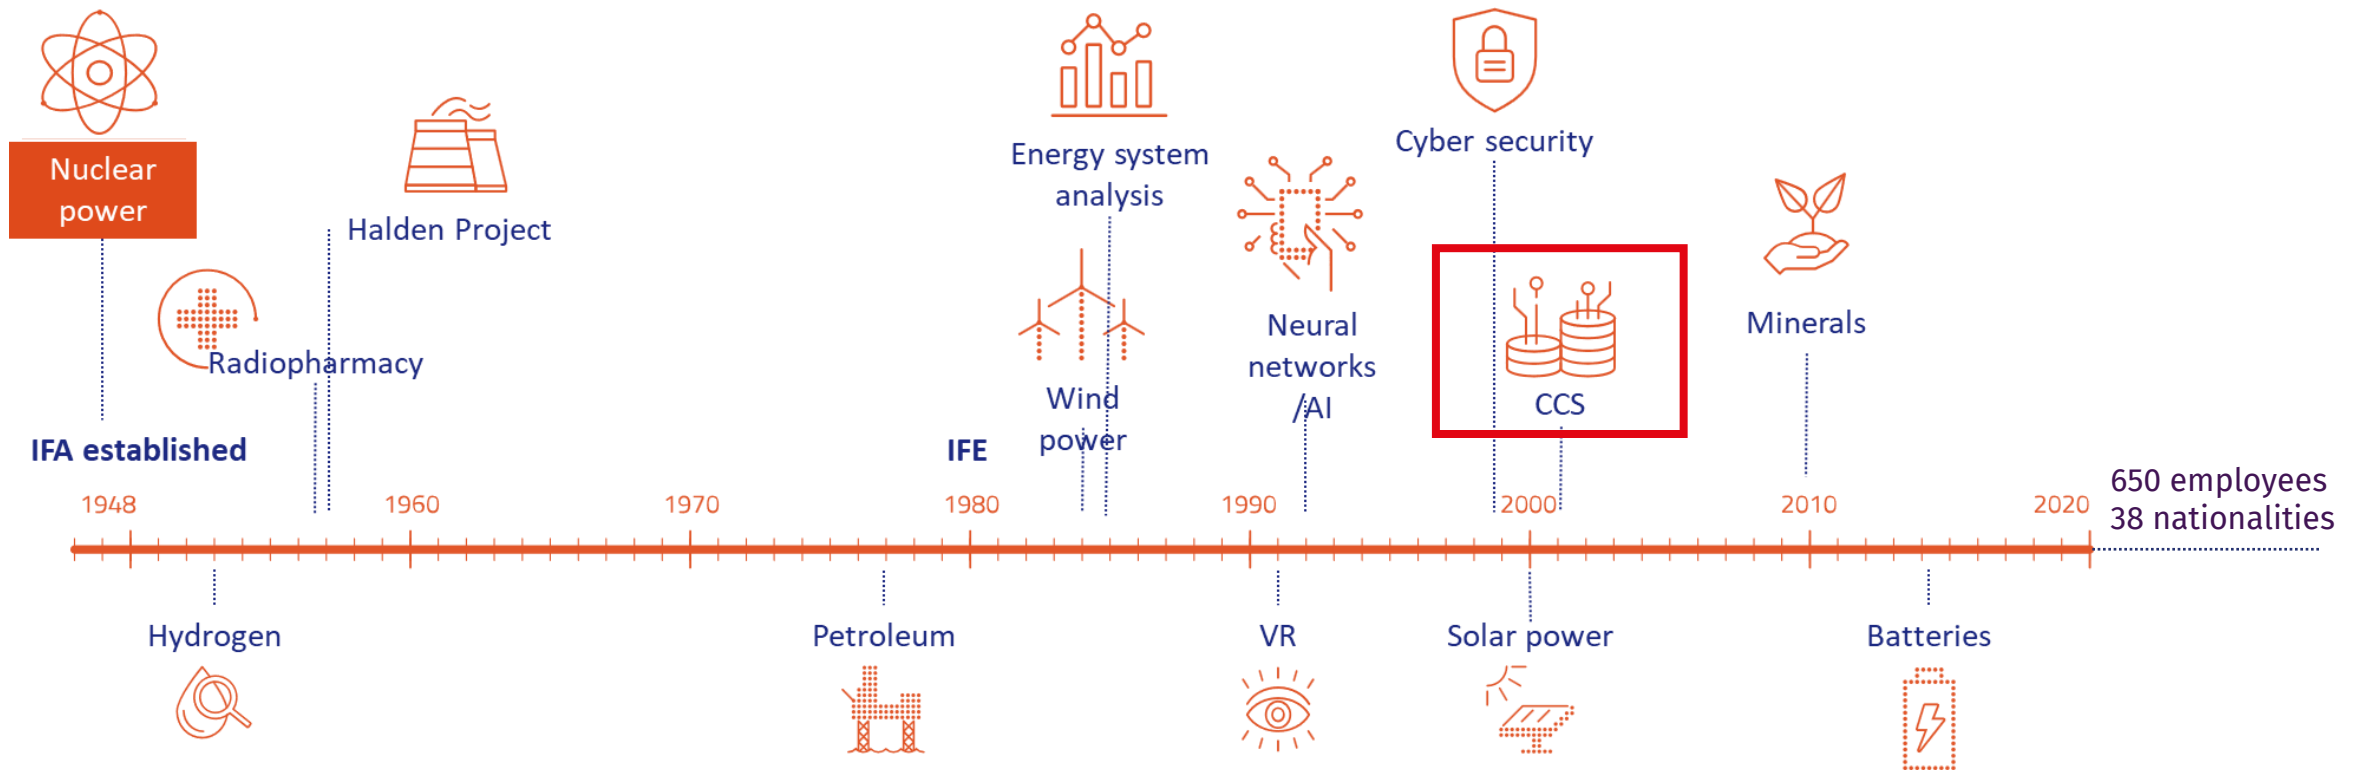 Nuclear
power
Halden Project
Radiopharmacy
IFA established
Energy system
analysis
Wind
power
IFE
Neural
networks
/AI
Cyber security
CCS
Minerals
650 employees
38 nationalities
1948
1960
1970
1980
1990
2000
2010
2020
Hydrogen
Petroleum
VR
Solar power
Batteries